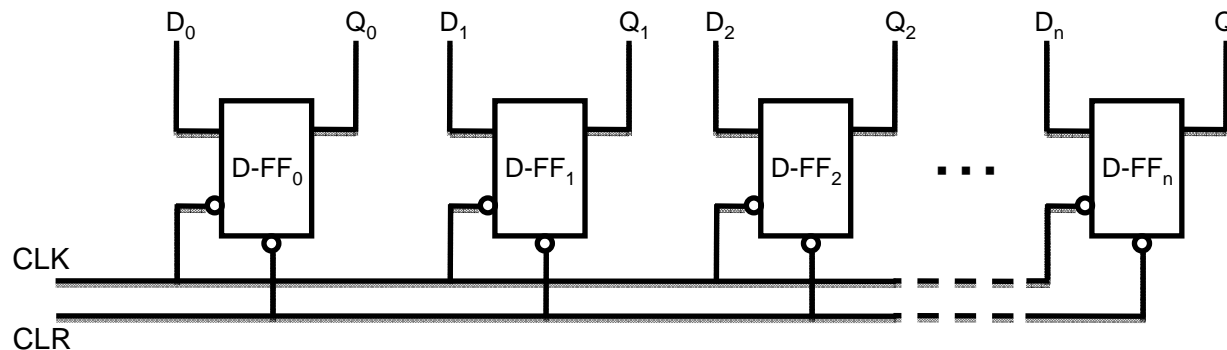 D₀ Q₀ D₁ Q₁ D₂ Q₂ Dₙ Q
D-FF₀ D-FF₁ D-FF₂ ... D-FFₙ
CLK
CLR